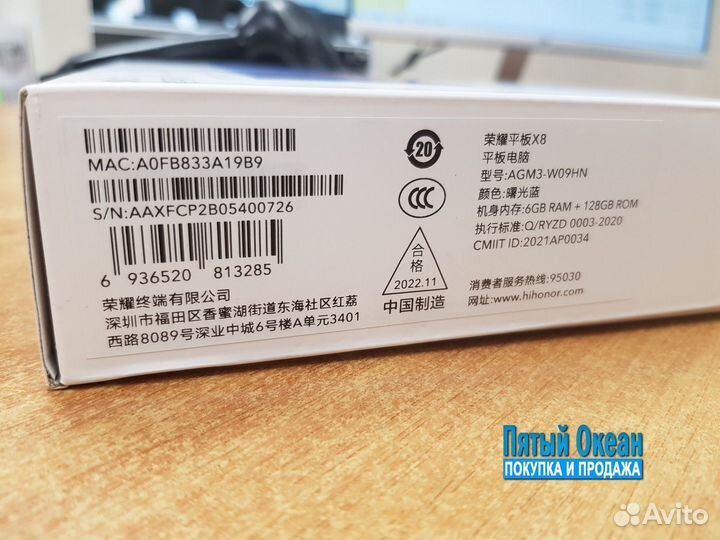 MAC:A0FB833A19B9
S/N:AAXFCP2B05400726
6 936520 813285
荣耀终端有限公司
深圳市福田区香蜜湖街道东海社区红荔
西路8089号深业中城6号楼A单元3401
20
CCC
合
格
2022.11
中国制造
荣耀平板X8
平板电脑
型号:AGM3-W09HN
颜色:曙光蓝
机身内存:6GB RAM + 128GB ROM
执行标准:Q/RYZD 0003-2020
CMIIT ID:2021AP0034
消费者服务热线:95030
网址:www.hihonor.com
Пятый Океан
ПОКУПКА И ПРОДАЖА
Avito